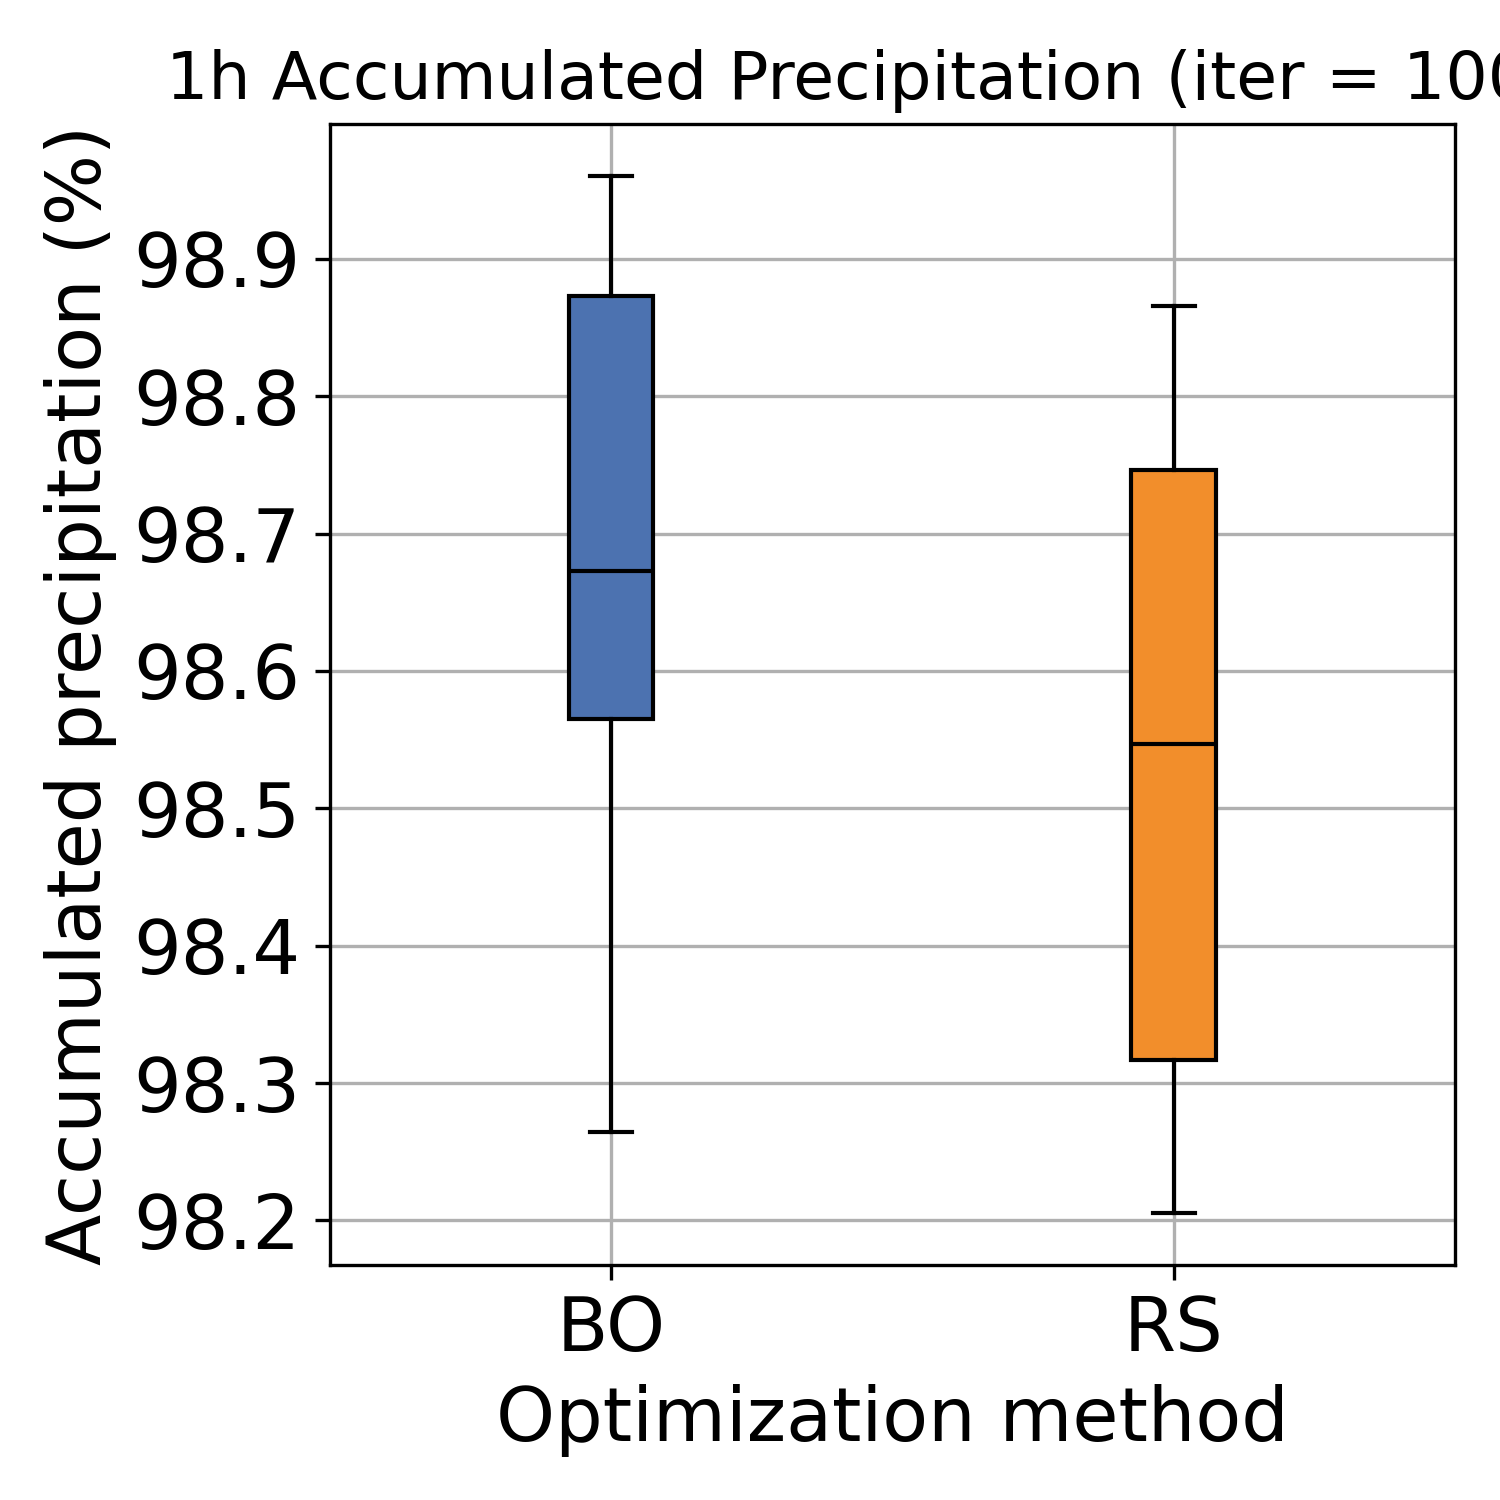 1h Accumulated Precipitation (iter = 100
Accumulated precipitation (%)
98.9
98.8
98.7
98.6
98.5
98.4
98.3
98.2
BO
RS
Optimization method